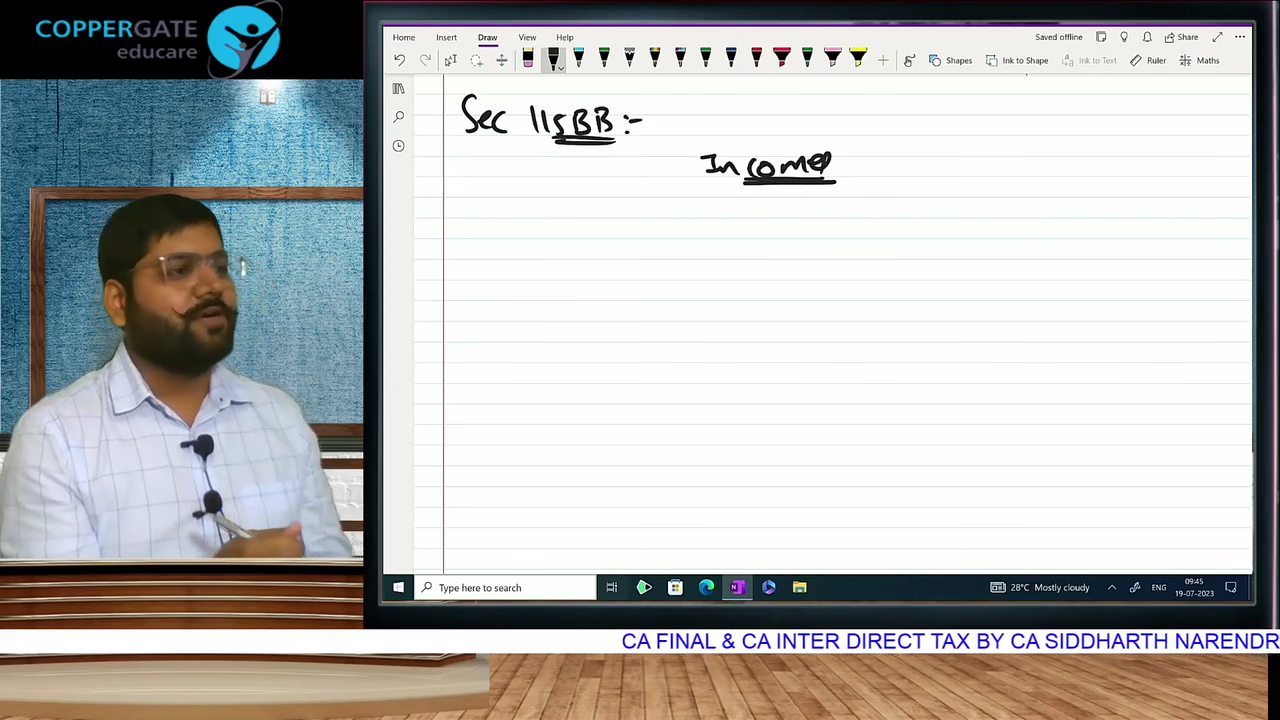 COPPERGATE
educare
Home Insert Draw View Help
Saved offline
Share
Shapes
Ink to Shape
Ink to Text
Ruler
Maths
Sec 115BB :-
Income
Type here to search
28°C Mostly cloudy
ENG
09:45
19-07-2023
CA FINAL & CA INTER DIRECT TAX BY CA SIDDHARTH NARENDR